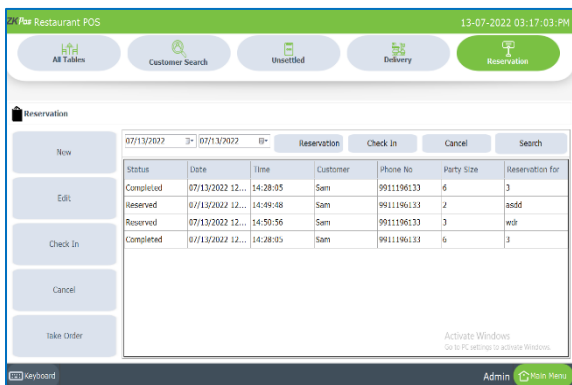 ZKPos Restaurant POS 13-07-2022 03:17:03:PM
All Tables Customer Search Unsettled Delivery Reservation
Reservation
07/13/2022 07/13/2022 Reservation Check In Cancel Search
New
Edit
Check In
Cancel
Take Order
Status Date Time Customer Phone No Party Size Reservation for
Completed 07/13/2022 12... 14:28:05 Sam 9911196133 6 3
Reserved 07/13/2022 12... 14:49:48 Sam 9911196133 2 asdd
Reserved 07/13/2022 12... 14:50:56 Sam 9911196133 3 wdr
Completed 07/13/2022 12... 14:28:05 Sam 9911196133 6 3
Activate Windows
Go to PC settings to activate Windows.
Keyboard Admin Main Menu